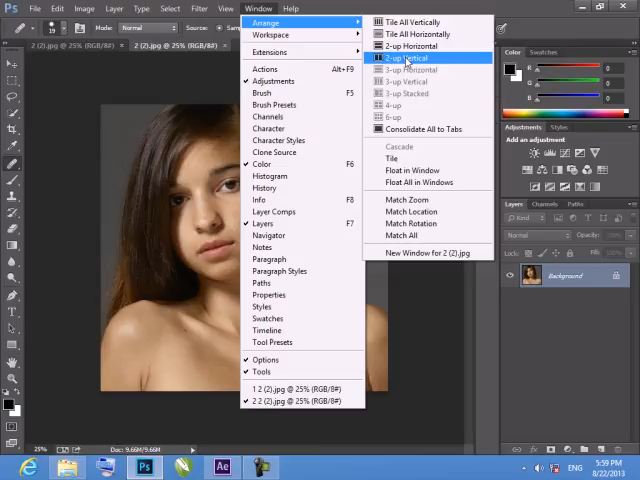 Ps File Edit Image Layer Type Select Filter View Window Help
19 Mode: Normal
2 (2).jpg @ 25% (RGB/8#) × 2 (2).jpg @ 25% (RGB/8#) ×
Arrange
Workspace
Extensions
Actions Alt+F9
Adjustments
Brush F5
Brush Presets
Channels
Character
Character Styles
Clone Source
Color F6
Histogram
History
Info F8
Layer Comps
Layers F7
Navigator
Notes
Paragraph
Paragraph Styles
Paths
Properties
Styles
Swatches
Timeline
Tool Presets
Options
Tools
1 2 (2).jpg @ 25% (RGB/8#)
2 2 (2).jpg @ 25% (RGB/8#)
Tile All Vertically
Tile All Horizontally
2-up Horizontal
2-up Vertical
3-up Horizontal
3-up Vertical
3-up Stacked
4-up
6-up
Consolidate All to Tabs
Cascade
Tile
Float in Window
Float All in Windows
Match Zoom
Match Location
Match Rotation
Match All
New Window for 2 (2).jpg
Color Swatches
R 0
G 0
B 0
Adjustments Styles
Add an adjustment
Layers Channels Paths
Kind
Normal Opacity:
Lock: Fill:
Background
25% Doc: 9.66M/9.66M
Ps Ae
ENG 5:59 PM
8/22/2013